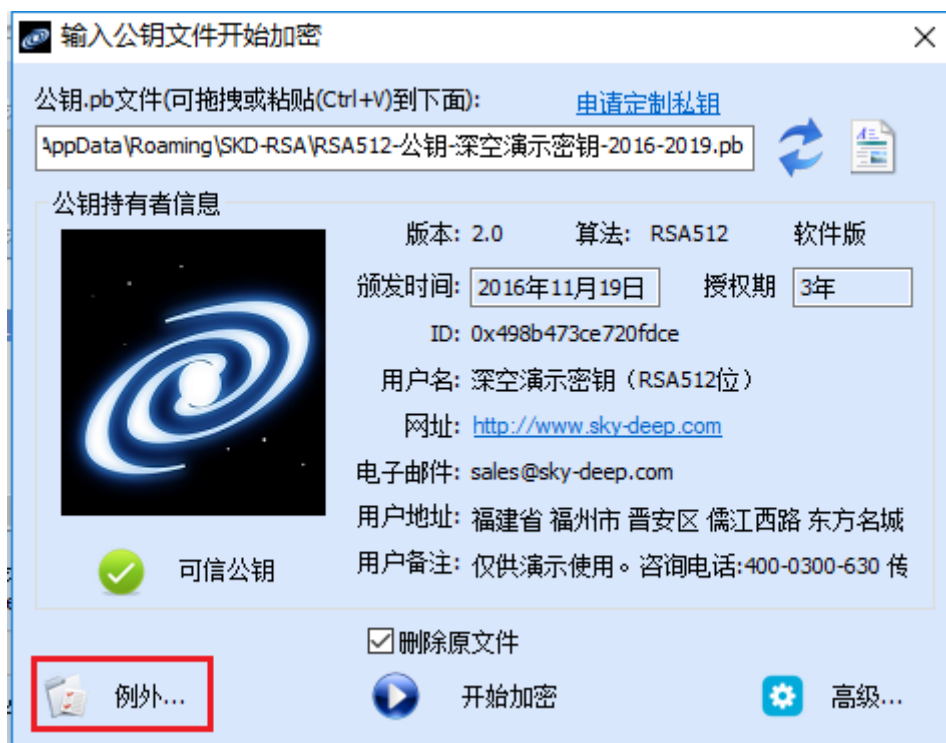 输入公钥文件开始加密
公钥.pb文件(可拖拽或粘贴(Ctrl+V)到下面): 申请定制私钥
AppData\Roaming\SKD-RSA\RSA512-公钥-深空演示密钥-2016-2019.pb
公钥持有者信息
版本: 2.0 算法: RSA512 软件版
颁发时间: 2016年11月19日 授权期 3年
ID: 0x498b473ce720fdce
用户名: 深空演示密钥（RSA512位）
网址: http://www.sky-deep.com
电子邮件: sales@sky-deep.com
用户地址: 福建省 福州市 晋安区 儒江西路 东方名城
用户备注: 仅供演示使用。咨询电话:400-0300-630 传
可信公钥
删除原文件
例外... 开始加密 高级...